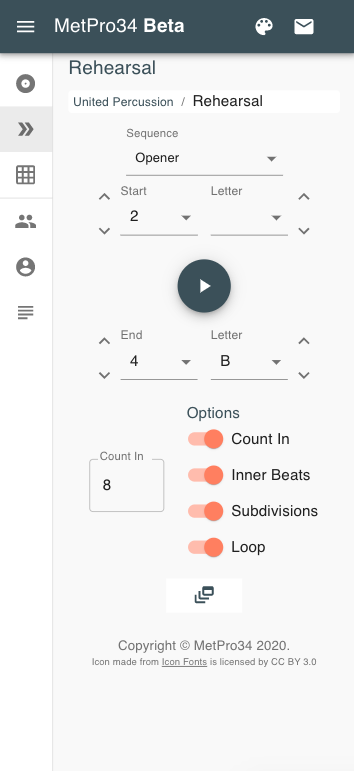 MetPro34 Beta
Rehearsal
United Percussion / Rehearsal
Sequence
Opener
Start Letter
2
End Letter
4 B
Options
Count In
Count In
8
Inner Beats
Subdivisions
Loop
Copyright © MetPro34 2020.
Icon made from Icon Fonts is licensed by CC BY 3.0